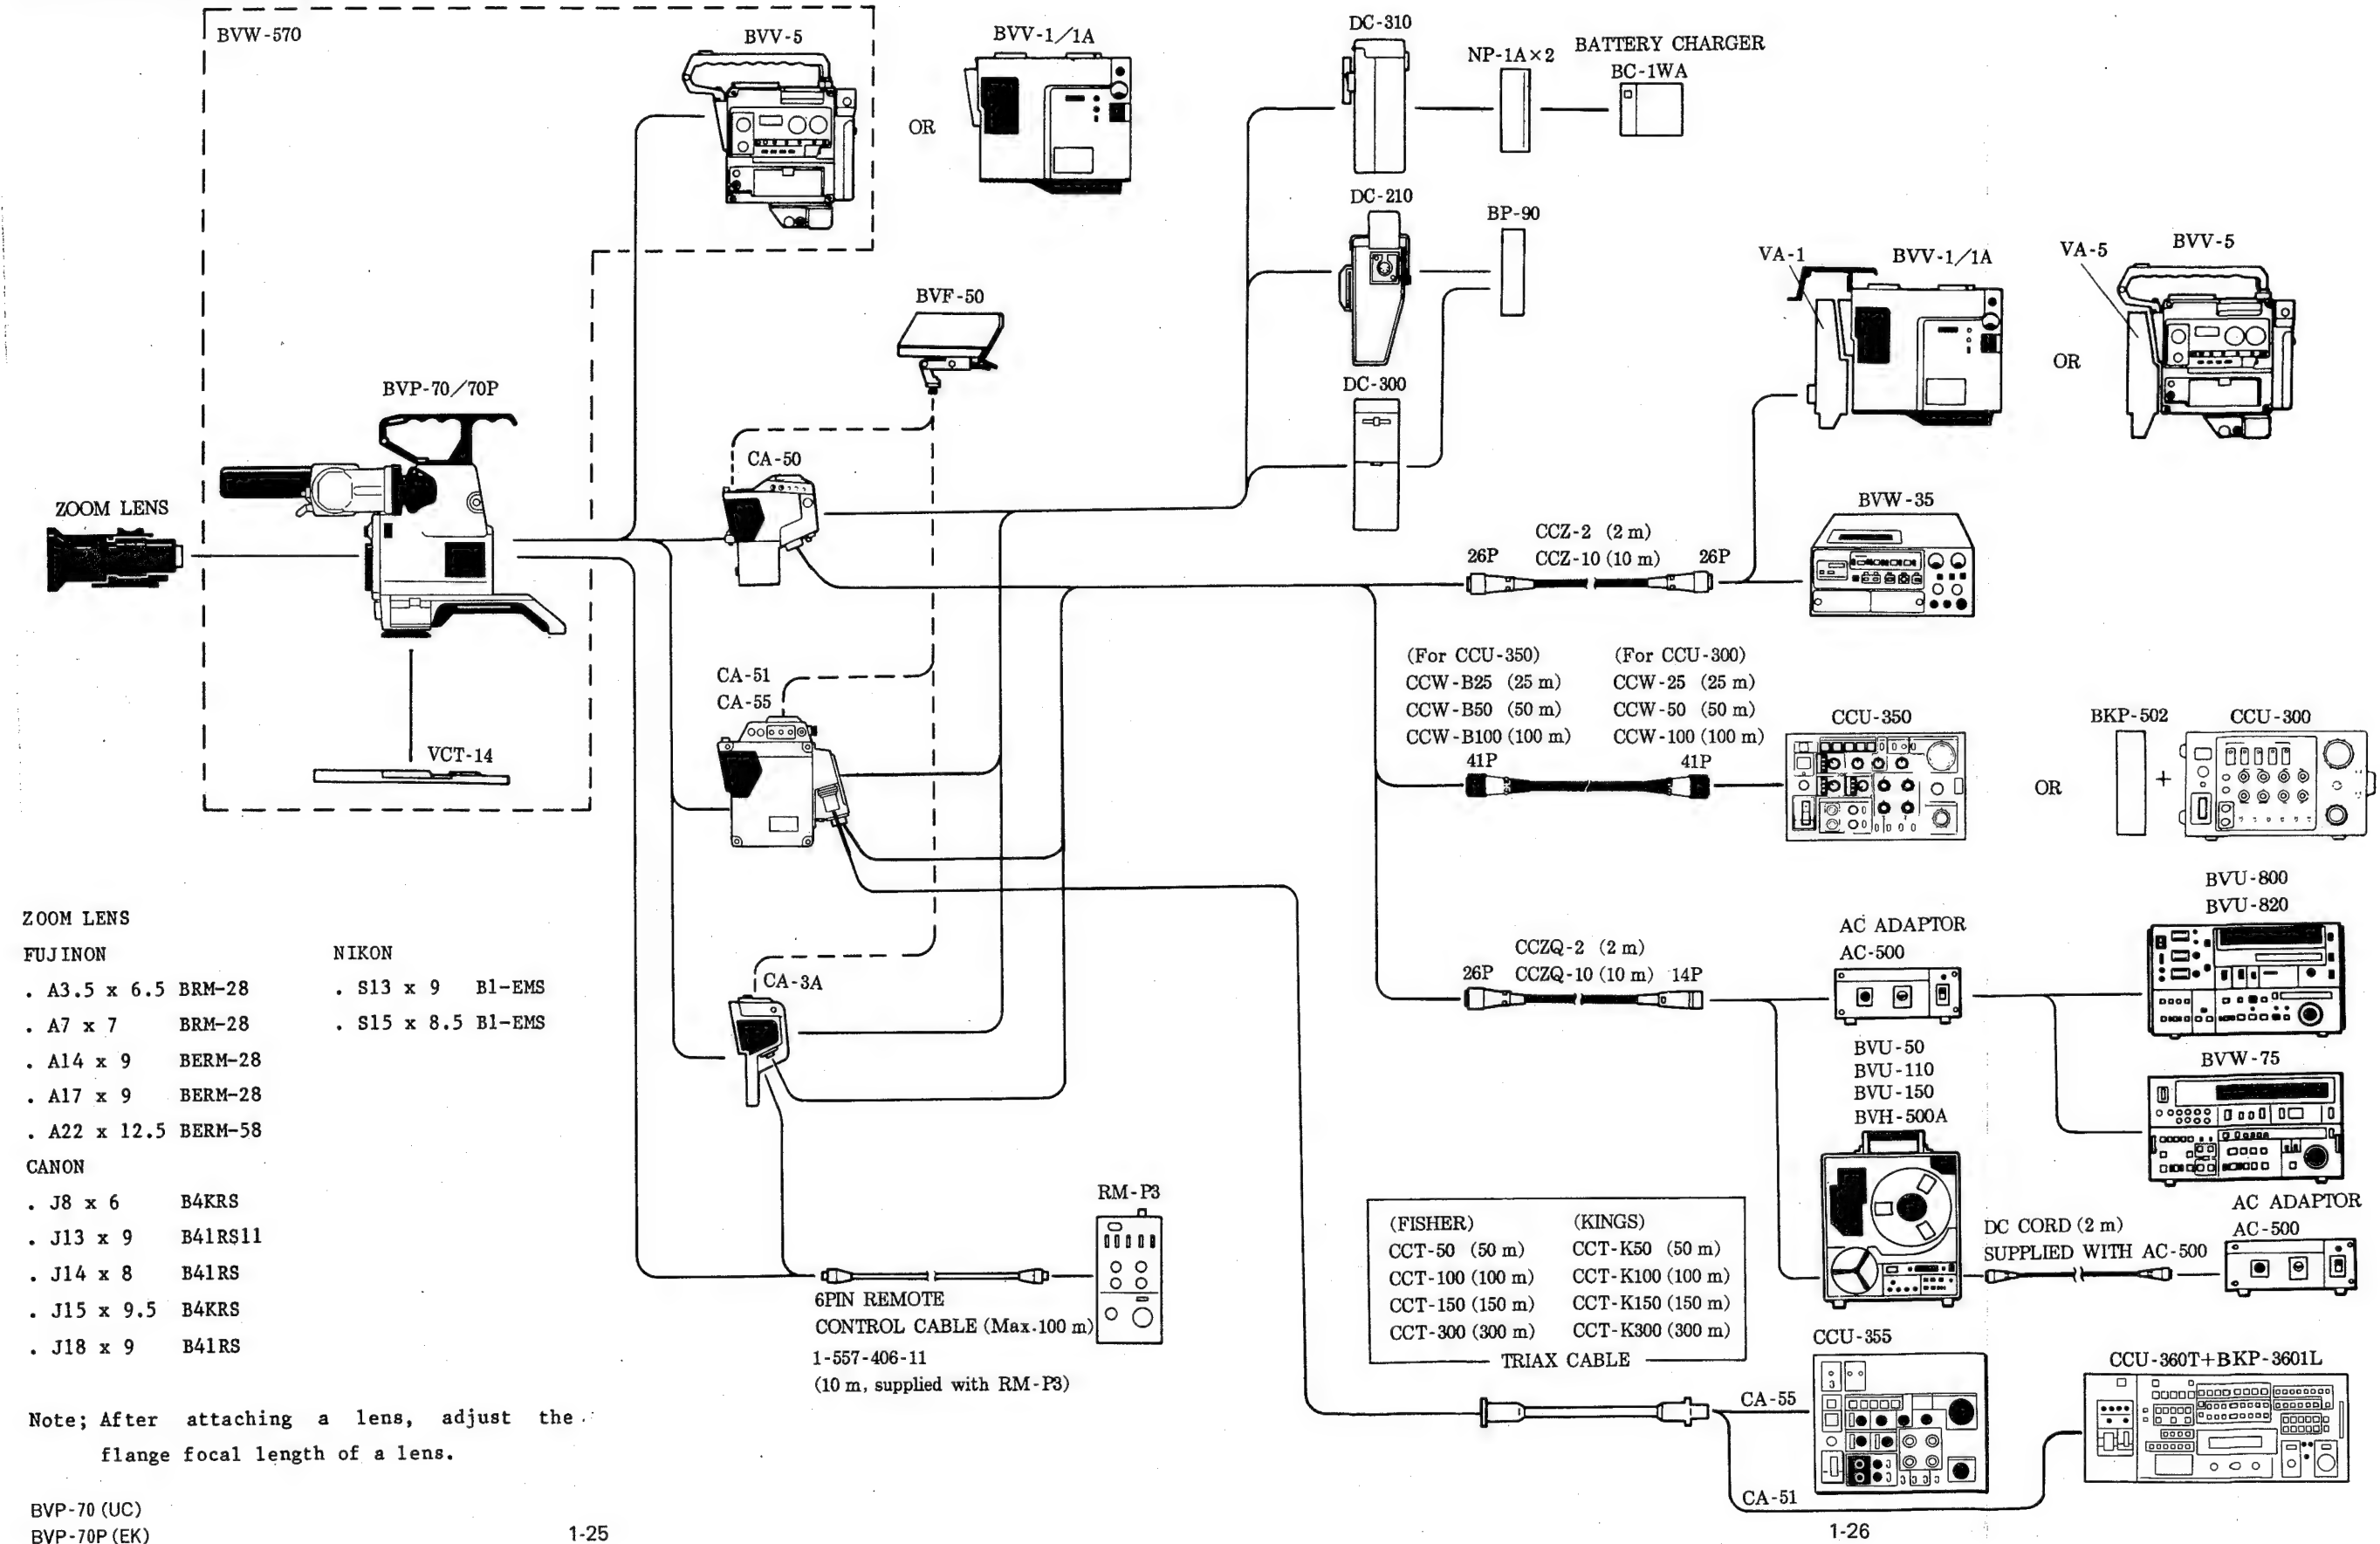 BVW-570
BVV-5
BVV-1/1A
OR
DC-310
NP-1A×2
BATTERY CHARGER
BC-1WA
DC-210
BP-90
DC-300
VA-1
BVV-1/1A
OR
VA-5
BVV-5
BVF-50
BVP-70/70P
ZOOM LENS
CA-50
VCT-14
CCZ-2 (2 m)
26P CCZ-10 (10 m) 26P
BVW-35
CA-51
CA-55
(For CCU-350)
CCW-B25 (25 m)
CCW-B50 (50 m)
CCW-B100 (100 m)
41P
(For CCU-300)
CCW-25 (25 m)
CCW-50 (50 m)
CCW-100 (100 m)
41P
CCU-350
OR
BKP-502
+
CCU-300
CA-3A
CCZQ-2 (2 m)
26P CCZQ-10 (10 m) 14P
AC ADAPTOR
AC-500
BVU-800
BVU-820
BVU-50
BVU-110
BVU-150
BVH-500A
BVW-75
DC CORD (2 m)
SUPPLIED WITH AC-500
AC ADAPTOR
AC-500
RM-P3
6PIN REMOTE
CONTROL CABLE (Max.100 m)
1-557-406-11
(10 m, supplied with RM-P3)
(FISHER)
CCT-50 (50 m)
CCT-100 (100 m)
CCT-150 (150 m)
CCT-300 (300 m)
(KINGS)
CCT-K50 (50 m)
CCT-K100 (100 m)
CCT-K150 (150 m)
CCT-K300 (300 m)
TRIAX CABLE
CA-55
CA-51
CCU-355
CCU-360T+BKP-3601L
ZOOM LENS
FUJINON
. A3.5 x 6.5 BRM-28
. A7 x 7 BRM-28
. A14 x 9 BERM-28
. A17 x 9 BERM-28
. A22 x 12.5 BERM-58
CANON
. J8 x 6 B4KRS
. J13 x 9 B41RS11
. J14 x 8 B41RS
. J15 x 9.5 B4KRS
. J18 x 9 B41RS
NIKON
. S13 x 9 B1-EMS
. S15 x 8.5 B1-EMS
Note; After attaching a lens, adjust the
flange focal length of a lens.
BVP-70 (UC)
BVP-70P (EK)
1-25
1-26